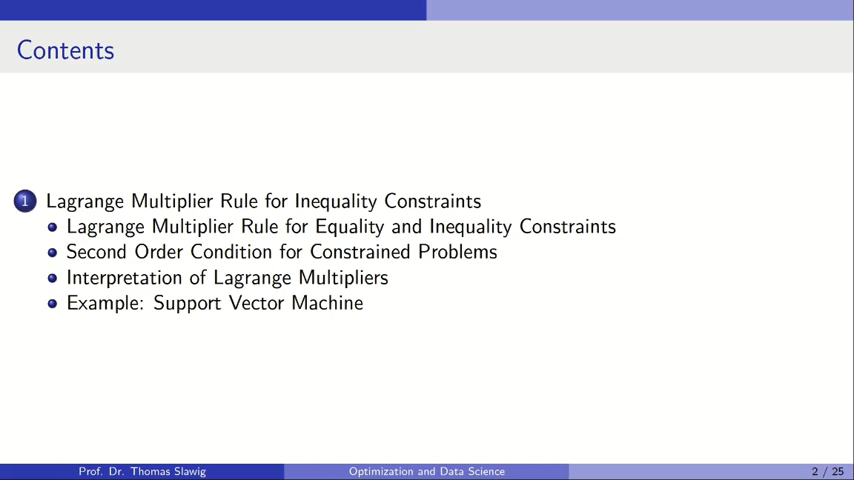 Contents
1 Lagrange Multiplier Rule for Inequality Constraints
Lagrange Multiplier Rule for Equality and Inequality Constraints
Second Order Condition for Constrained Problems
Interpretation of Lagrange Multipliers
Example: Support Vector Machine
Prof. Dr. Thomas Slawig Optimization and Data Science 2 / 25